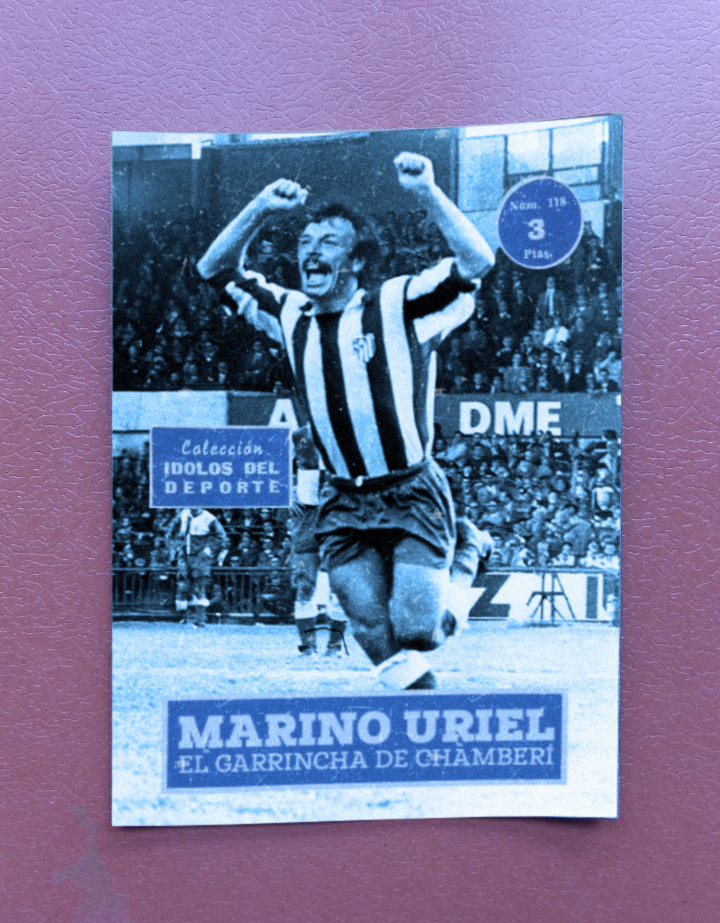 Núm. 118
3
Ptas.
DME
Colección
IDOLOS DEL
DEPORTE
MARINO URIEL
EL GARRINCHA DE CHAMBERÍ